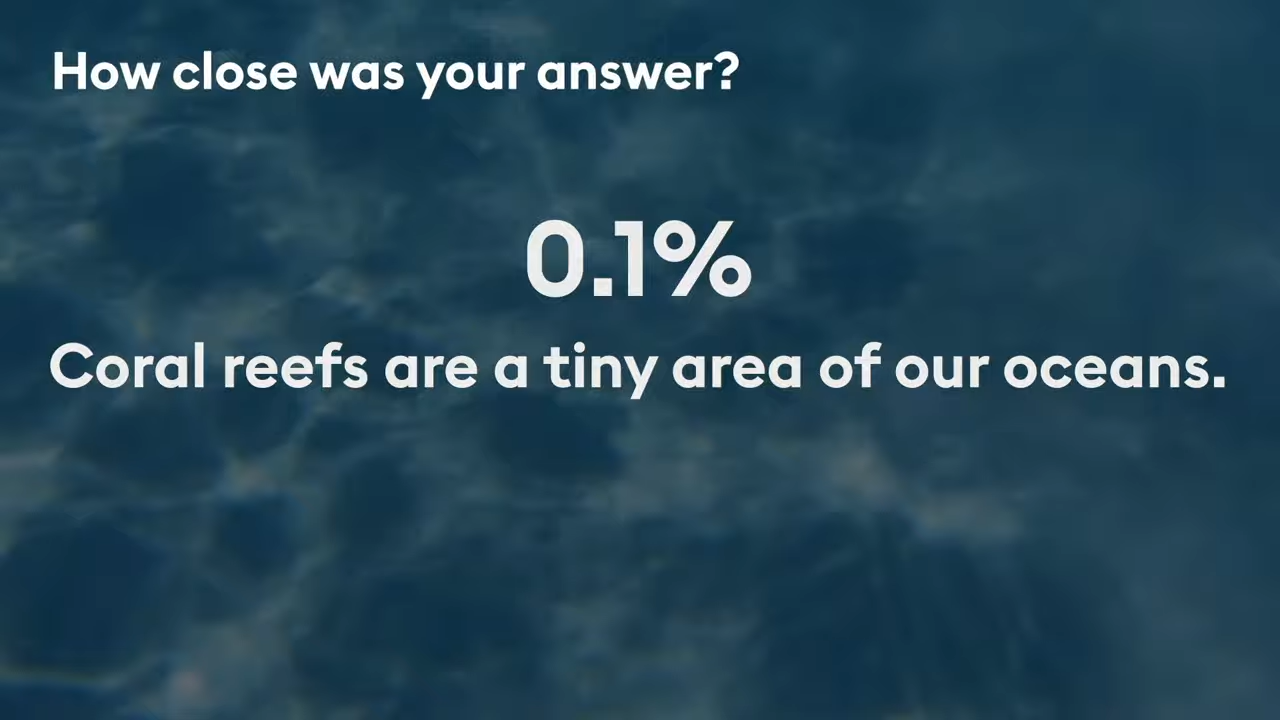 How close was your answer?
0.1%
Coral reefs are a tiny area of our oceans.